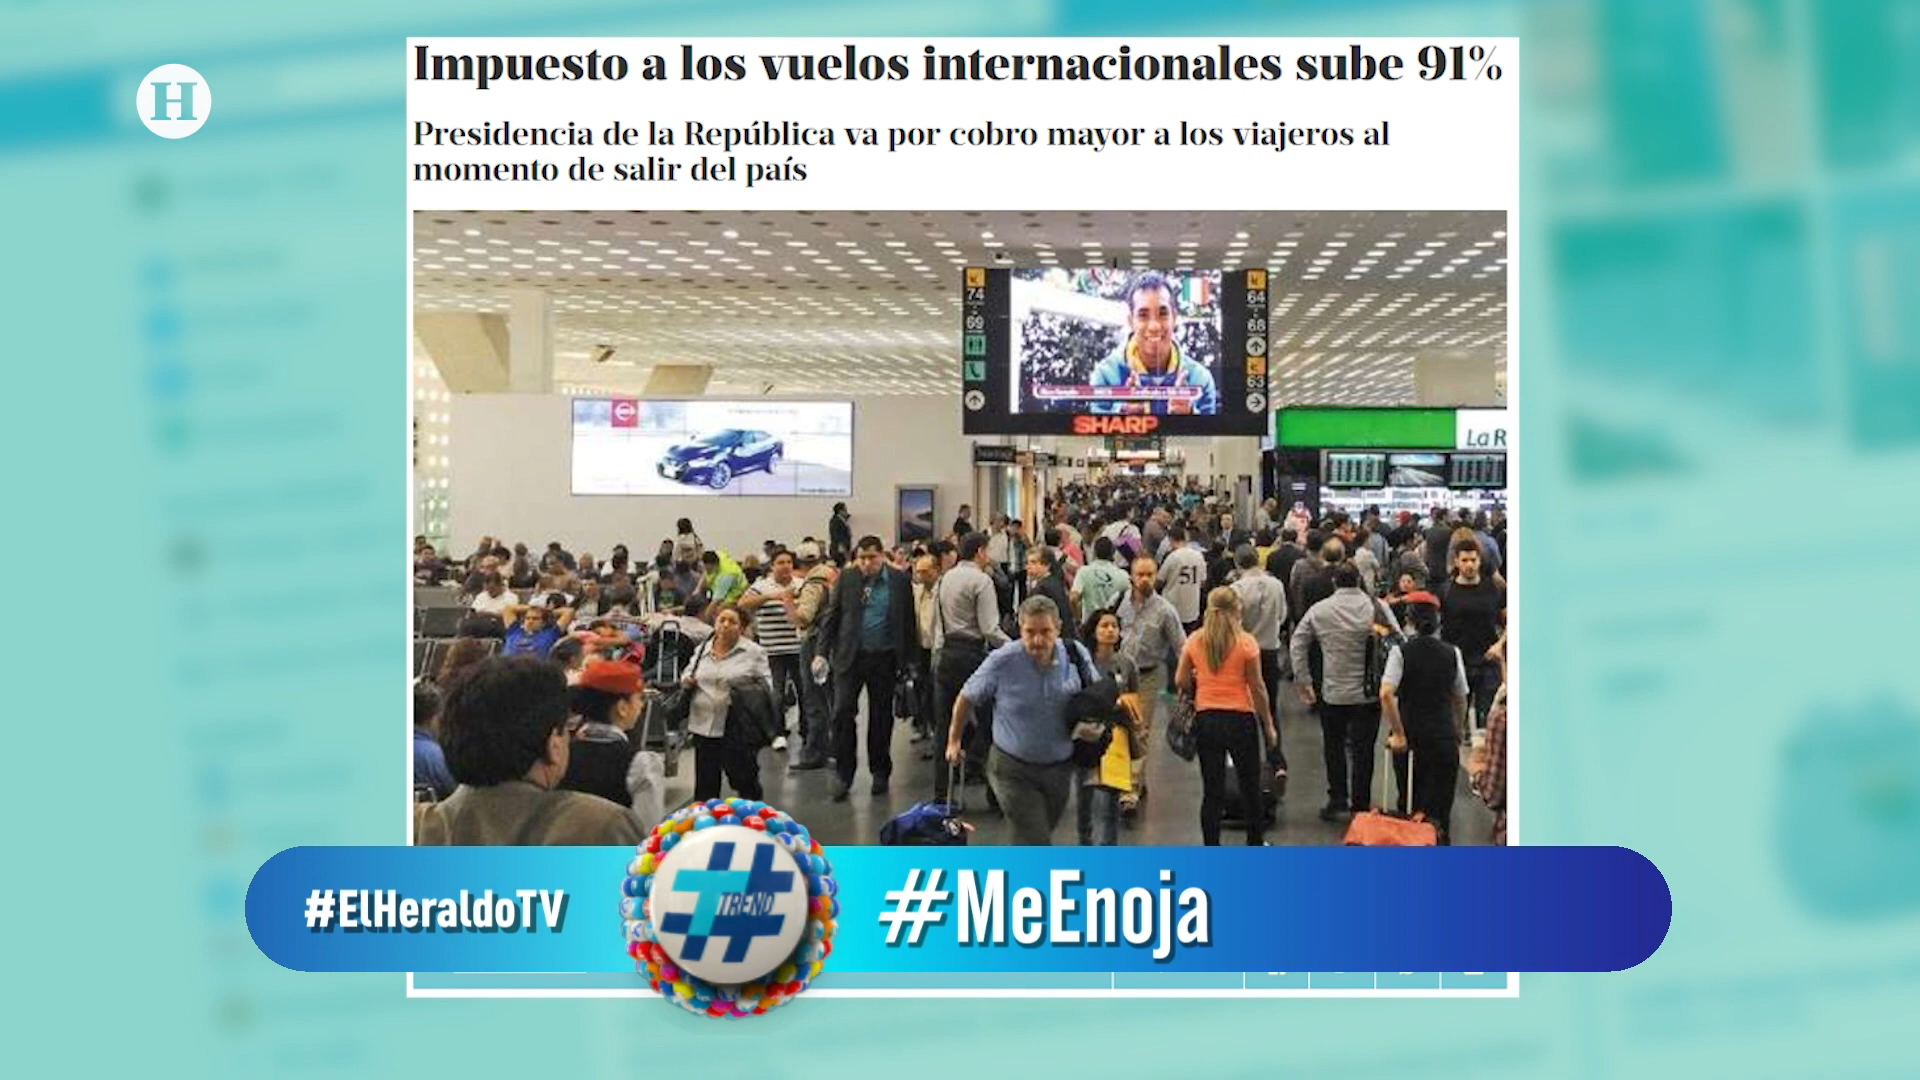 Impuesto a los vuelos internacionales sube 91%
H
Presidencia de la República va por cobro mayor a los viajeros al
momento de salir del país
74
69
64
68
63
SHARP
La R
51
#ElHeraldoTV
TREND
#MeEnoja